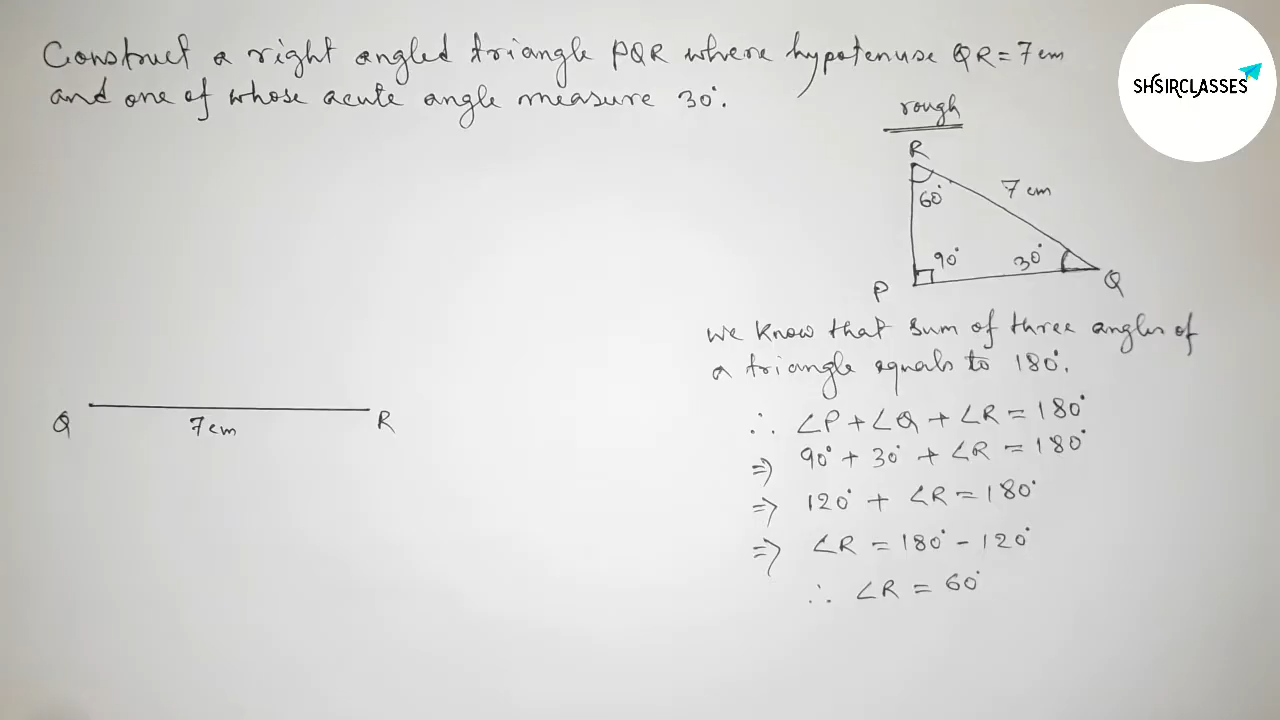 Construct a right angled triangle PQR where hypotenuse QR = 7 cm
and one of whose acute angle measure 30°.
SHSIRCLASSES
rough
R
60°
7 cm
90°
30°
P
Q
we know that sum of three angles of
a triangle equals to 180°.
∴ ∠P + ∠Q + ∠R = 180°
⇒ 90° + 30° + ∠R = 180°
⇒ 120° + ∠R = 180°
⇒ ∠R = 180° - 120°
∴ ∠R = 60°
Q
7 cm
R